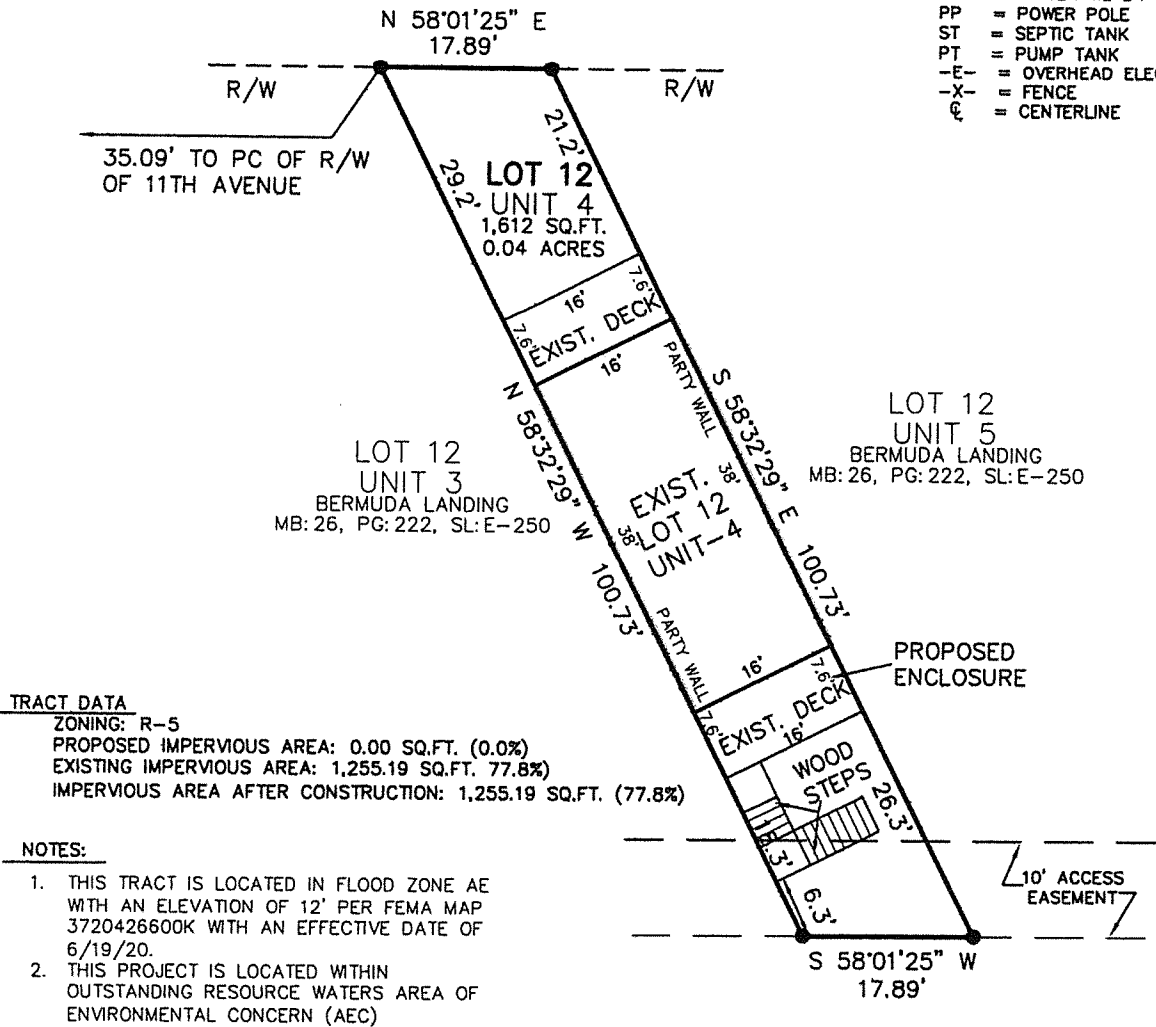 N 58°01'25" E
17.89'
R/W
R/W
PP = POWER POLE
ST = SEPTIC TANK
PT = PUMP TANK
-E- = OVERHEAD ELEC
-X- = FENCE
℄ = CENTERLINE
35.09' TO PC OF R/W
OF 11TH AVENUE
29.2'
21.2'
LOT 12
UNIT 4
1,612 SQ.FT.
0.04 ACRES
7.6'
16'
7.6'
EXIST. DECK
16'
PARTY WALL
N 58°32'29" W 100.73'
S 58°32'29" E 100.73'
LOT 12
UNIT 3
BERMUDA LANDING
MB: 26, PG: 222, SL: E-250
LOT 12
UNIT 5
BERMUDA LANDING
MB: 26, PG: 222, SL: E-250
38'
EXIST.
LOT 12
UNIT-4
38'
PARTY WALL
16'
7.6'
PROPOSED
ENCLOSURE
7.6'
EXIST. DECK
16'
WOOD
STEPS
26.3'
6.3'
10' ACCESS
EASEMENT
S 58°01'25" W
17.89'
TRACT DATA
ZONING: R-5
PROPOSED IMPERVIOUS AREA: 0.00 SQ.FT. (0.0%)
EXISTING IMPERVIOUS AREA: 1,255.19 SQ.FT. 77.8%)
IMPERVIOUS AREA AFTER CONSTRUCTION: 1,255.19 SQ.FT. (77.8%)
NOTES:
1. THIS TRACT IS LOCATED IN FLOOD ZONE AE
WITH AN ELEVATION OF 12' PER FEMA MAP
3720426600K WITH AN EFFECTIVE DATE OF
6/19/20.
2. THIS PROJECT IS LOCATED WITHIN
OUTSTANDING RESOURCE WATERS AREA OF
ENVIRONMENTAL CONCERN (AEC)